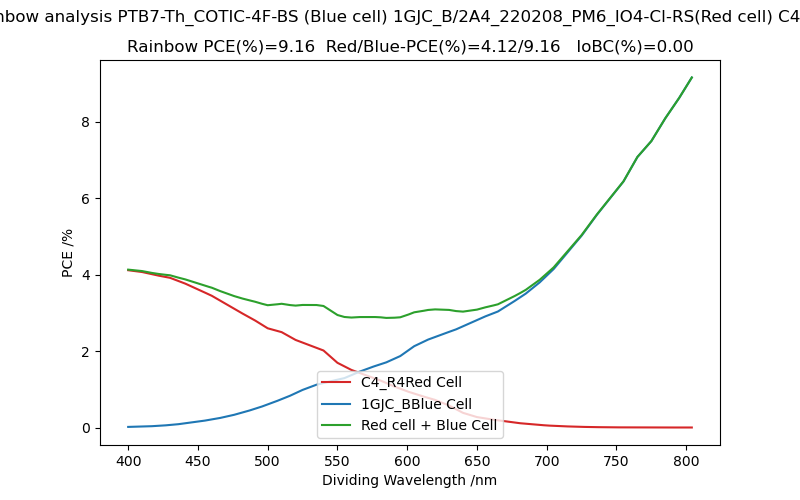 nbow analysis PTB7-Th_COTIC-4F-BS (Blue cell) 1GJC_B/2A4_220208_PM6_IO4-Cl-RS(Red cell) C4
Rainbow PCE(%)=9.16 Red/Blue-PCE(%)=4.12/9.16 IoBC(%)=0.00
PCE /%
8
6
4
2
0
C4_R4Red Cell
1GJC_BBlue Cell
Red cell + Blue Cell
400 450 500 550 600 650 700 750 800
Dividing Wavelength /nm